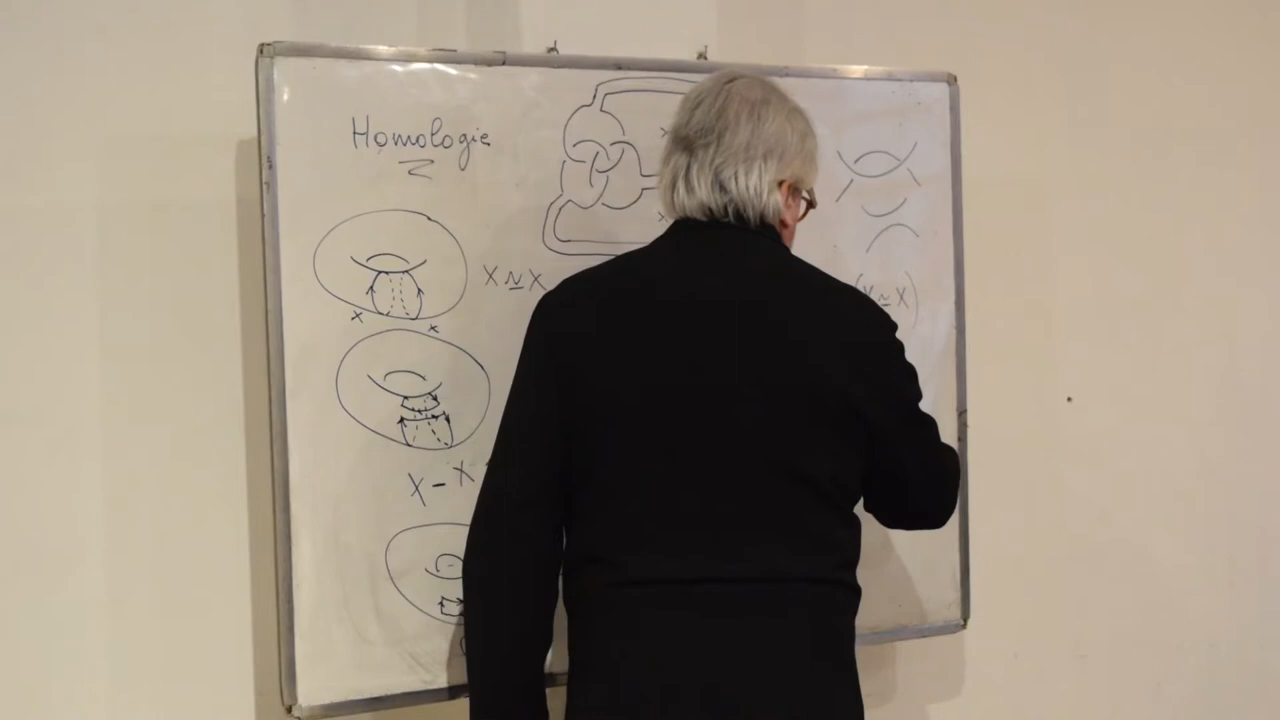 Homologie
X ~ X
(X ~ X)
x x
X - X